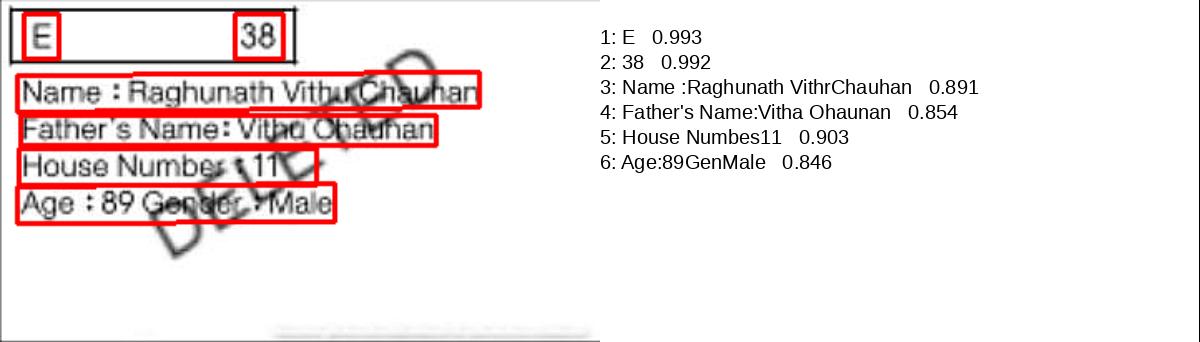 E 38
Name : Raghunath Vithu Chauhan
Father's Name: Vithu Chauhan
House Number : 11
Age : 89 Gender : Male
DELETED
1: E 0.993
2: 38 0.992
3: Name :Raghunath VithrChauhan 0.891
4: Father's Name:Vitha Ohaunan 0.854
5: House Numbes11 0.903
6: Age:89GenMale 0.846